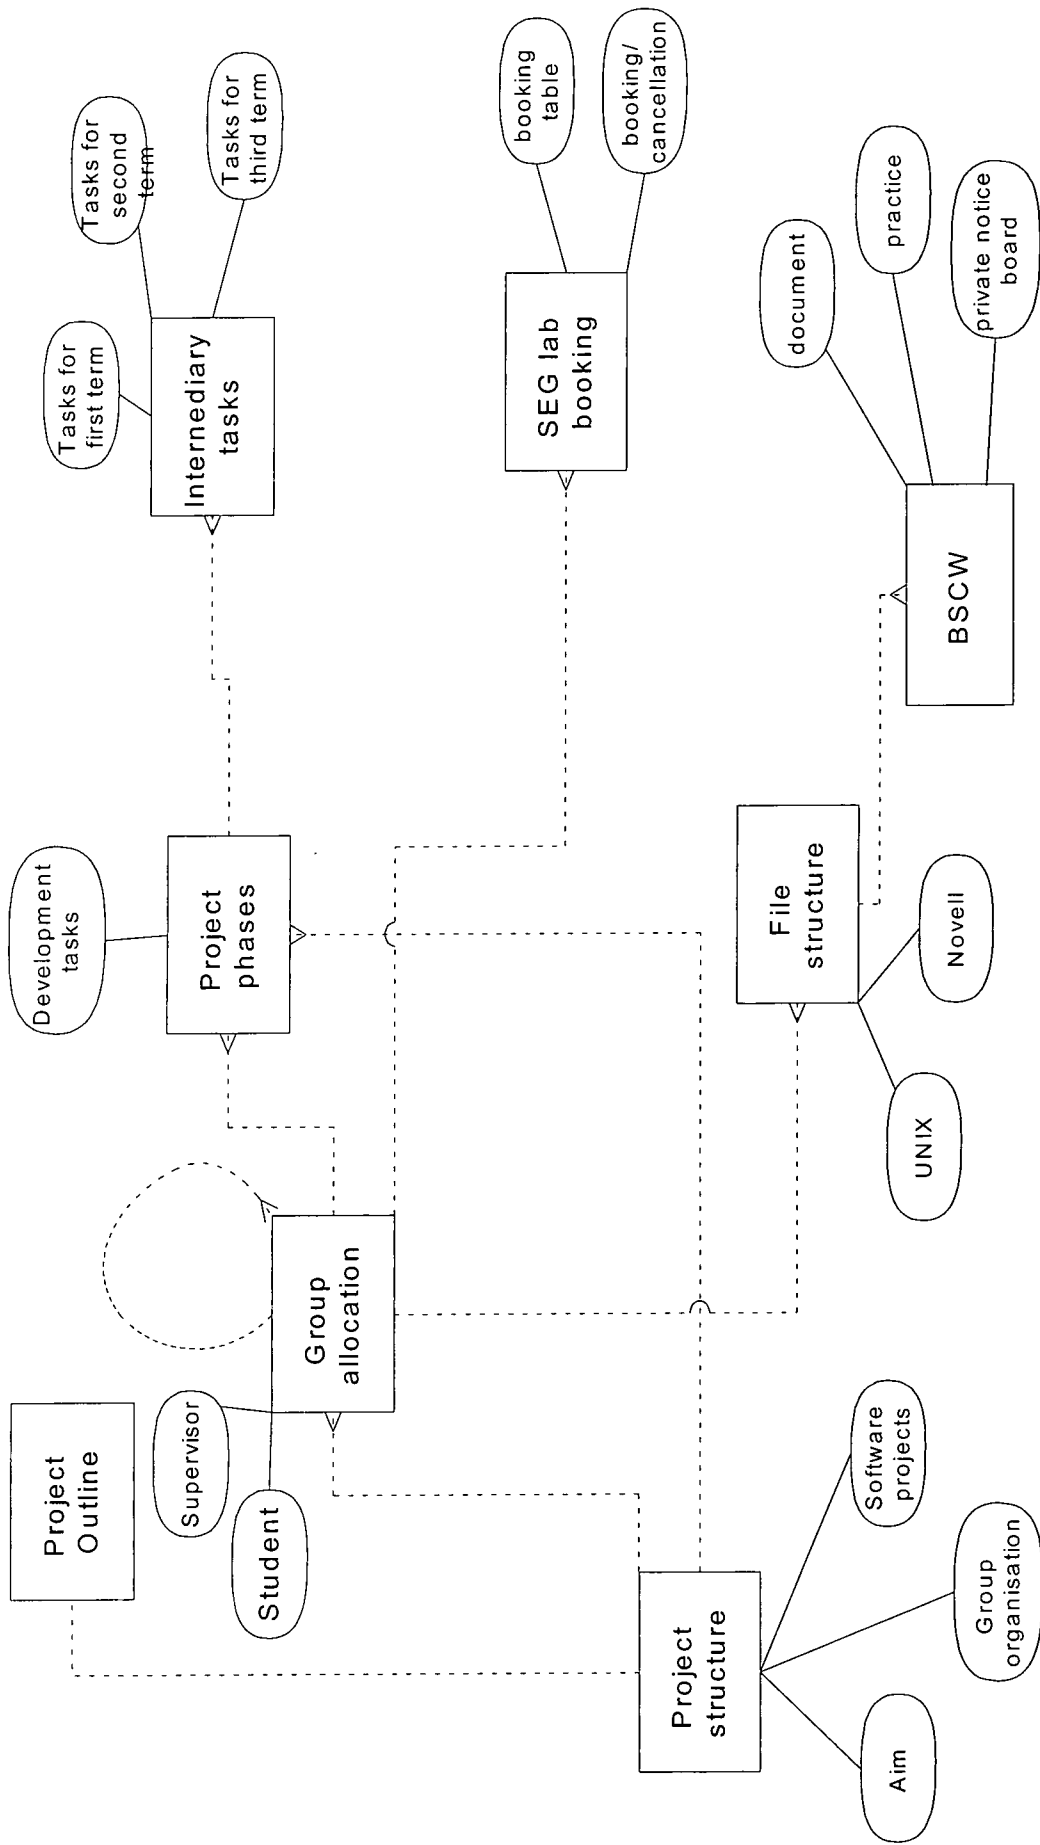 Project
Outline
Development
tasks
Tasks for
first term
Tasks for
second
term
Supervisor
Project
phases
Internediary
tasks
Tasks for
third term
Student
Group
allocation
booking
table
SEG lab
booking
booking/
cancellation
Project
structure
File
structure
document
Aim
Software
projects
UNIX
Novell
practice
Group
organisation
BSCW
private notice
board